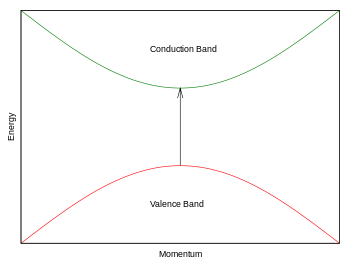 Conduction Band
Energy
Valence Band
Momentum